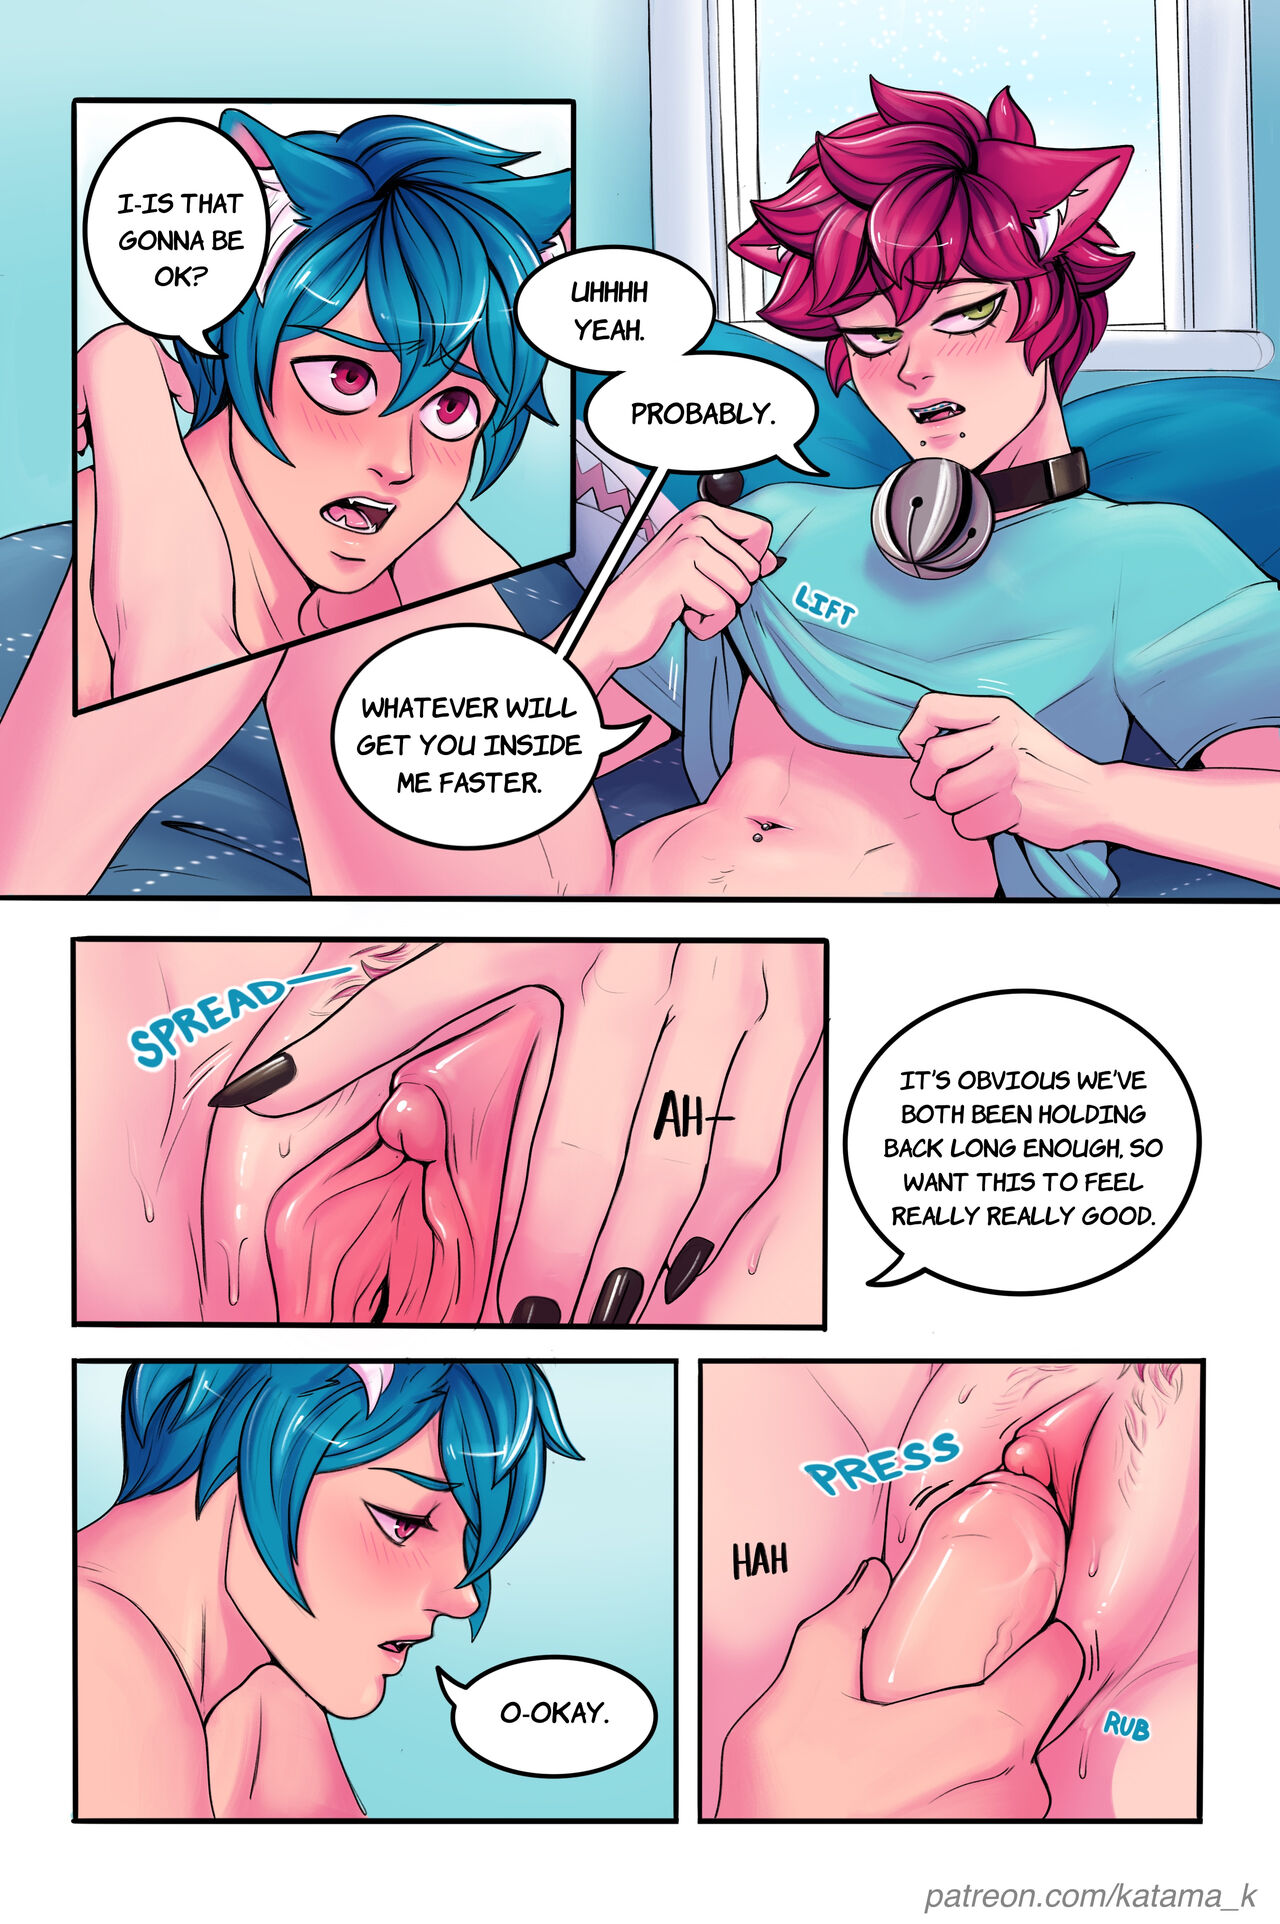 I-IS THAT
GONNA BE
OK?
UHHHH
YEAH.
PROBABLY.
LIFT
WHATEVER WILL
GET YOU INSIDE
ME FASTER.
SPREAD—
AH—
IT'S OBVIOUS WE'VE
BOTH BEEN HOLDING
BACK LONG ENOUGH, SO
WANT THIS TO FEEL
REALLY REALLY GOOD.
O-OKAY.
PRESS
HAH
RUB
patreon.com/katama_k